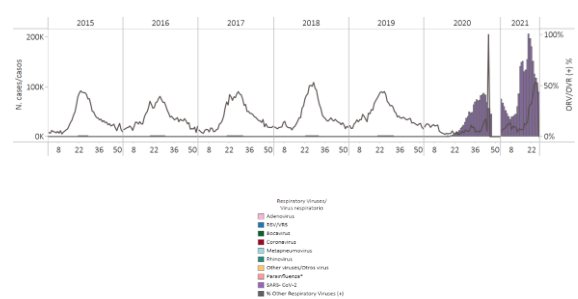 2015 2016 2017 2018 2019 2020 2021
200K 100%
100K 50%
0K 0%
N. cases/casos
ORV/OVR (+) %
8 22 36 50 8 22 36 50 8 22 36 50 8 22 36 50 8 22 36 50 8 22 36 50 8 22
Respiratory Viruses/
Virus respiratorio
Adenovirus
RSV/VRS
Bocavirus
Coronavirus
Metapneumovirus
Rhinovirus
Other viruses/Otros virus
Parainfluenza*
SARS- CoV-2
% Other Respiratory Viruses (+)